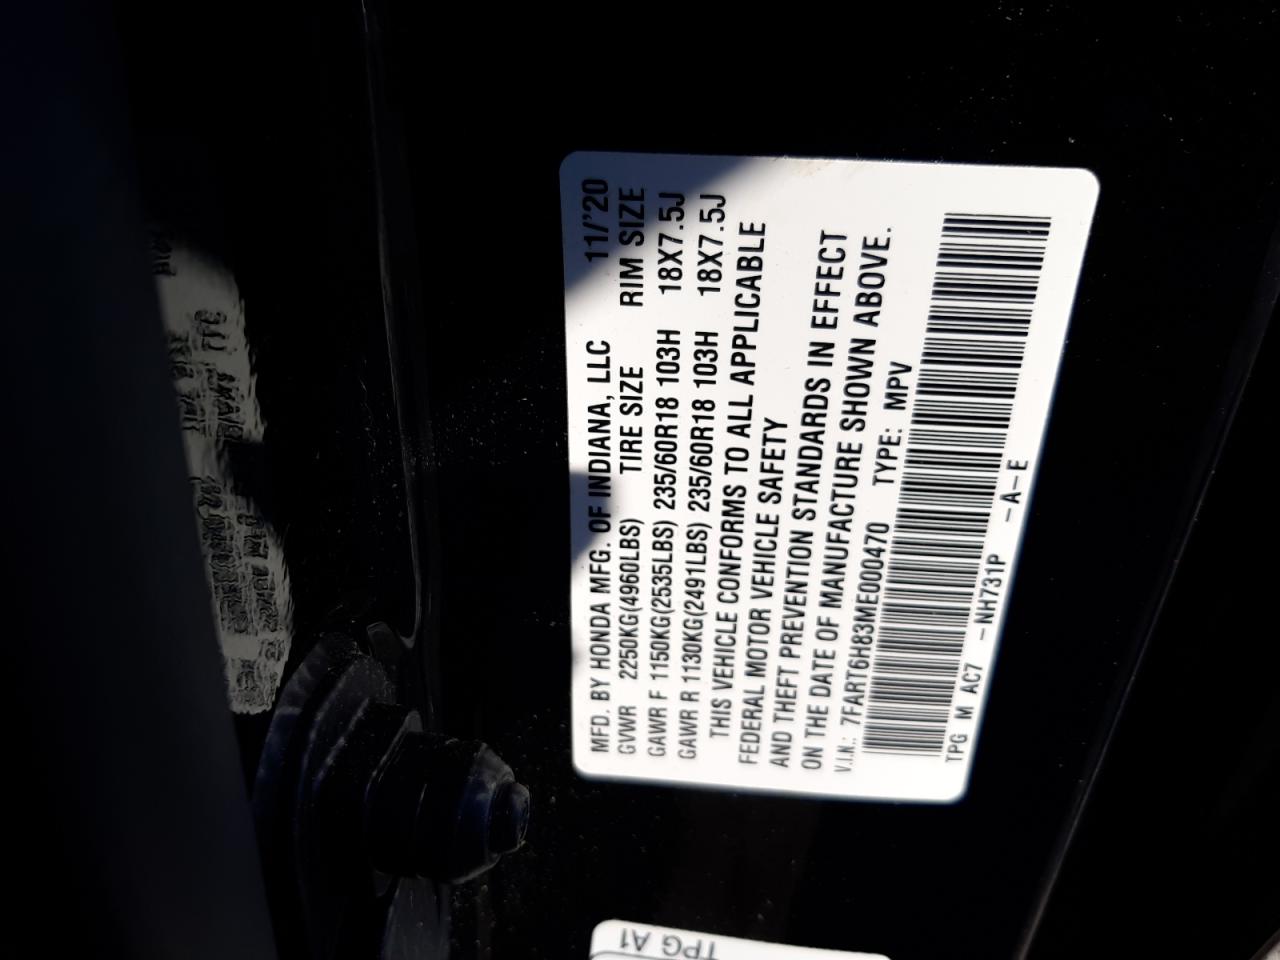 MFD. BY HONDA MFG. OF INDIANA, LLC 11/'20
GVWR 2250KG(4960LBS) TIRE SIZE RIM SIZE
GAWR F 1150KG(2535LBS) 235/60R18 103H 18X7.5J
GAWR R 1130KG(2491LBS) 235/60R18 103H 18X7.5J
THIS VEHICLE CONFORMS TO ALL APPLICABLE
FEDERAL MOTOR VEHICLE SAFETY
AND THEFT PREVENTION STANDARDS IN EFFECT
ON THE DATE OF MANUFACTURE SHOWN ABOVE.
V.I.N.: 7FART6H83ME000470 TYPE: MPV
TPG M AC7 -NH731P -A-E
TPG A1